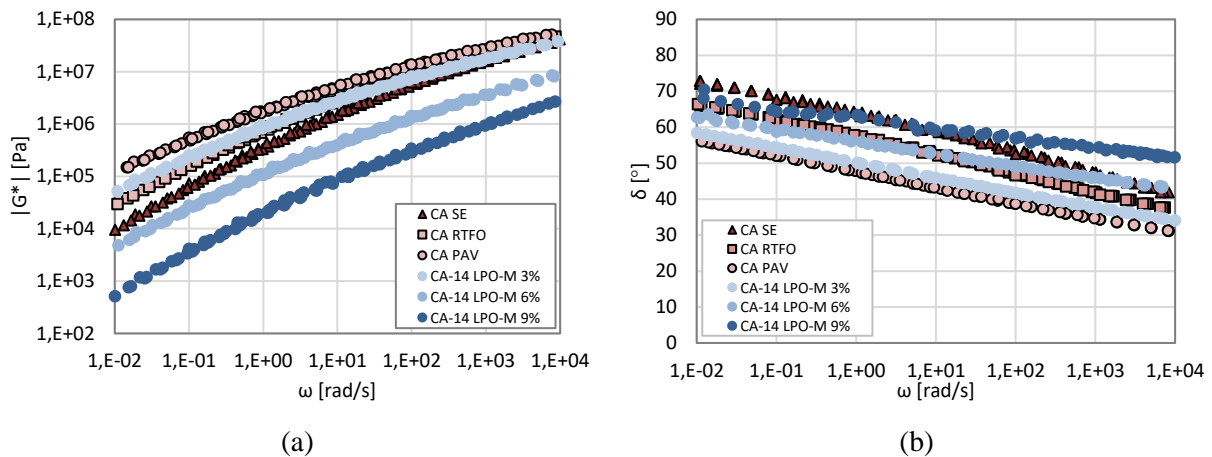 1,E+08
1,E+07
1,E+06
1,E+05
1,E+04
1,E+03
1,E+02
|G*| [Pa]
CA SE
CA RTFO
CA PAV
CA-14 LPO-M 3%
CA-14 LPO-M 6%
CA-14 LPO-M 9%
1,E-02 1,E-01 1,E+00 1,E+01 1,E+02 1,E+03 1,E+04
ω [rad/s]
(a)
90
80
70
60
50
40
30
20
10
0
δ [°]
CA SE
CA RTFO
CA PAV
CA-14 LPO-M 3%
CA-14 LPO-M 6%
CA-14 LPO-M 9%
1,E-02 1,E-01 1,E+00 1,E+01 1,E+02 1,E+03 1,E+04
ω [rad/s]
(b)